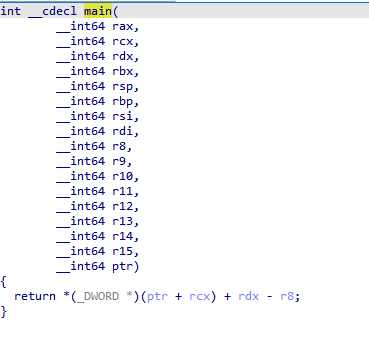 int __cdecl main(
__int64 rax,
__int64 rcx,
__int64 rdx,
__int64 rbx,
__int64 rsp,
__int64 rbp,
__int64 rsi,
__int64 rdi,
__int64 r8,
__int64 r9,
__int64 r10,
__int64 r11,
__int64 r12,
__int64 r13,
__int64 r14,
__int64 r15,
__int64 ptr)
{
return *(_DWORD *)(ptr + rcx) + rdx - r8;
}